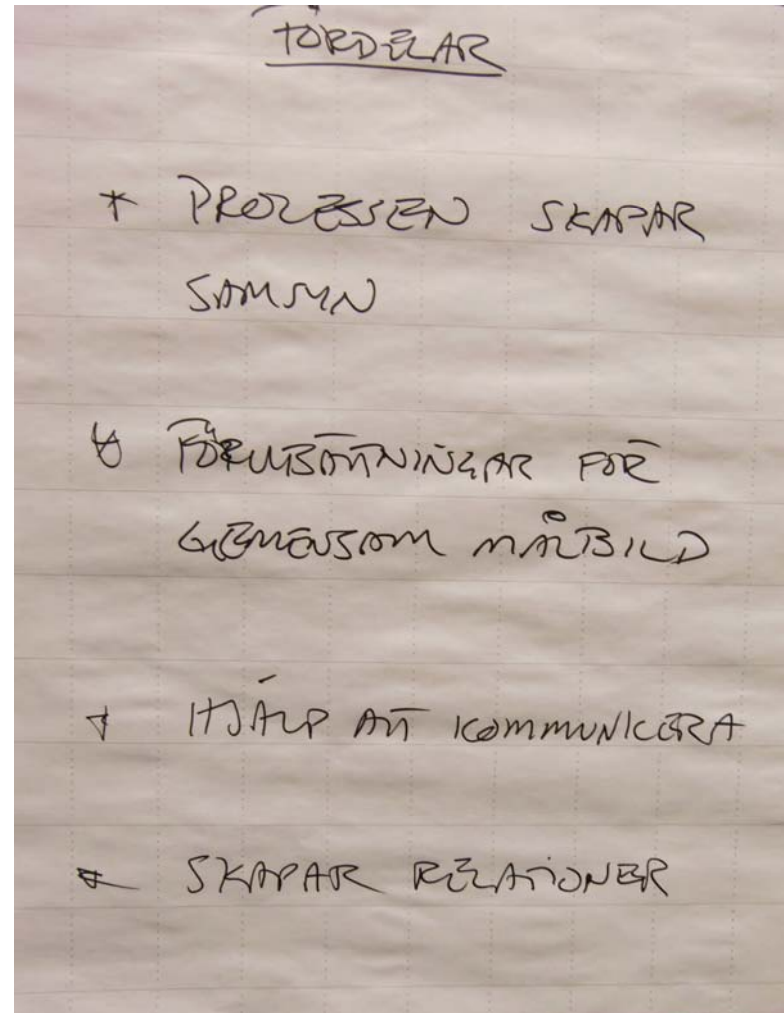 FÖRDELAR
* PROCESSEN SKAPAR
SAMSYN
* FÖRUTSÄTTNINGAR FÖR
GEMENSAM MÅLBILD
* HJÄLP ATT KOMMUNICERA
* SKAPAR RELATIONER